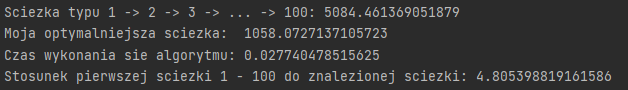 Sciezka typu 1 -> 2 -> 3 -> ... -> 100: 5084.461369051879
Moja optymalniejsza sciezka:  1058.0727137105723
Czas wykonania sie algorytmu: 0.027740478515625
Stosunek pierwszej sciezki 1 - 100 do znalezionej sciezki: 4.805398819161586